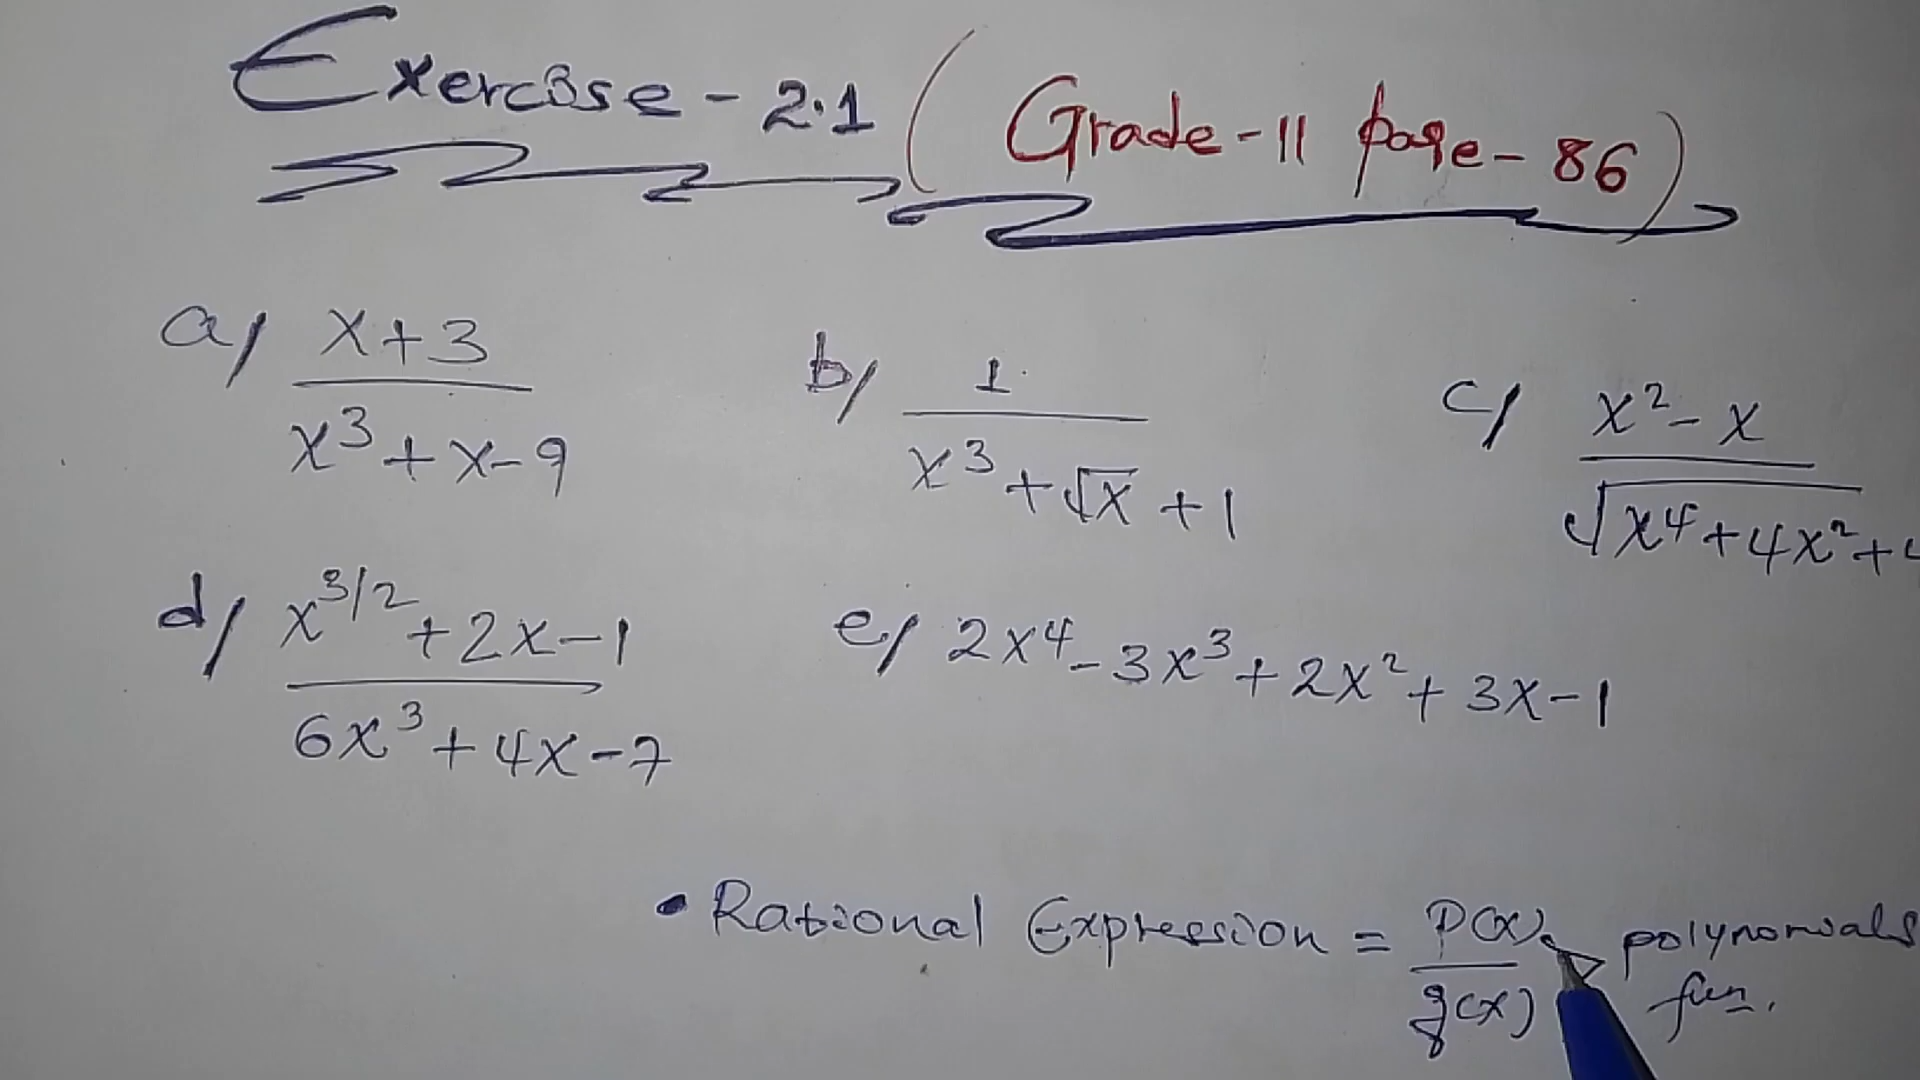 Exercise - 2.1 (Grade - 11 page - 86)
a/ x+3
x³+x-9
b/ 1
x³+√x+1
c/ x²-x
√x⁴+4x²+4
d/ x^3/2+2x-1
6x³+4x-7
e/ 2x⁴-3x³+2x²+3x-1
• Rational Expression = P(x) polynomials
q(x) fun.